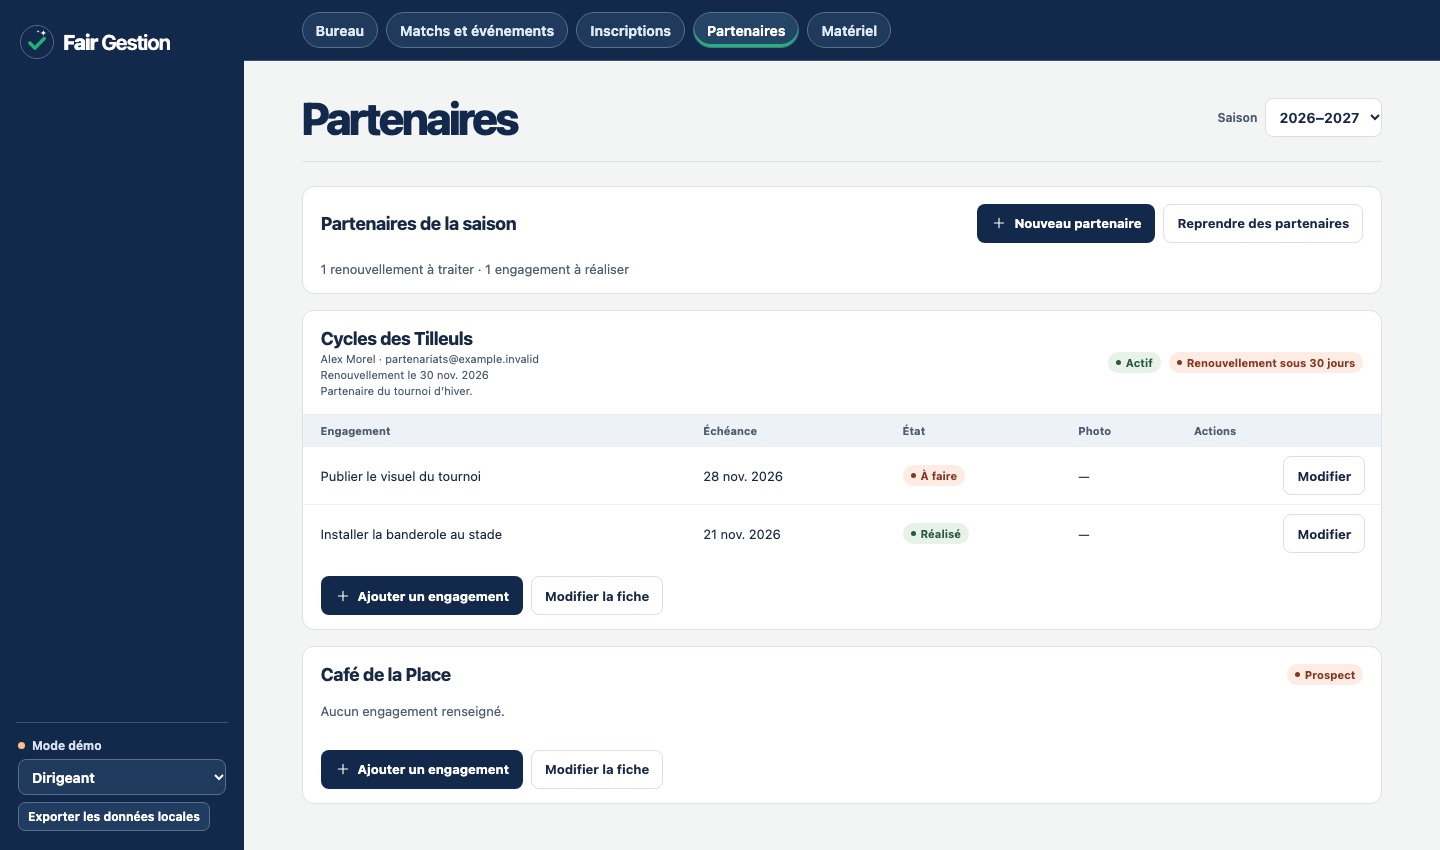 Fair Gestion
Bureau
Matchs et événements
Inscriptions
Partenaires
Matériel
Partenaires
Saison
2026–2027
Partenaires de la saison
Nouveau partenaire
Reprendre des partenaires
1 renouvellement à traiter · 1 engagement à réaliser
Cycles des Tilleuls
Alex Morel · partenariats@example.invalid
Renouvellement le 30 nov. 2026
Partenaire du tournoi d'hiver.
Actif
Renouvellement sous 30 jours
Engagement Échéance État Photo Actions
Publier le visuel du tournoi 28 nov. 2026 À faire — Modifier
Installer la banderole au stade 21 nov. 2026 Réalisé — Modifier
Ajouter un engagement
Modifier la fiche
Café de la Place
Prospect
Aucun engagement renseigné.
Ajouter un engagement
Modifier la fiche
Mode démo
Dirigeant
Exporter les données locales